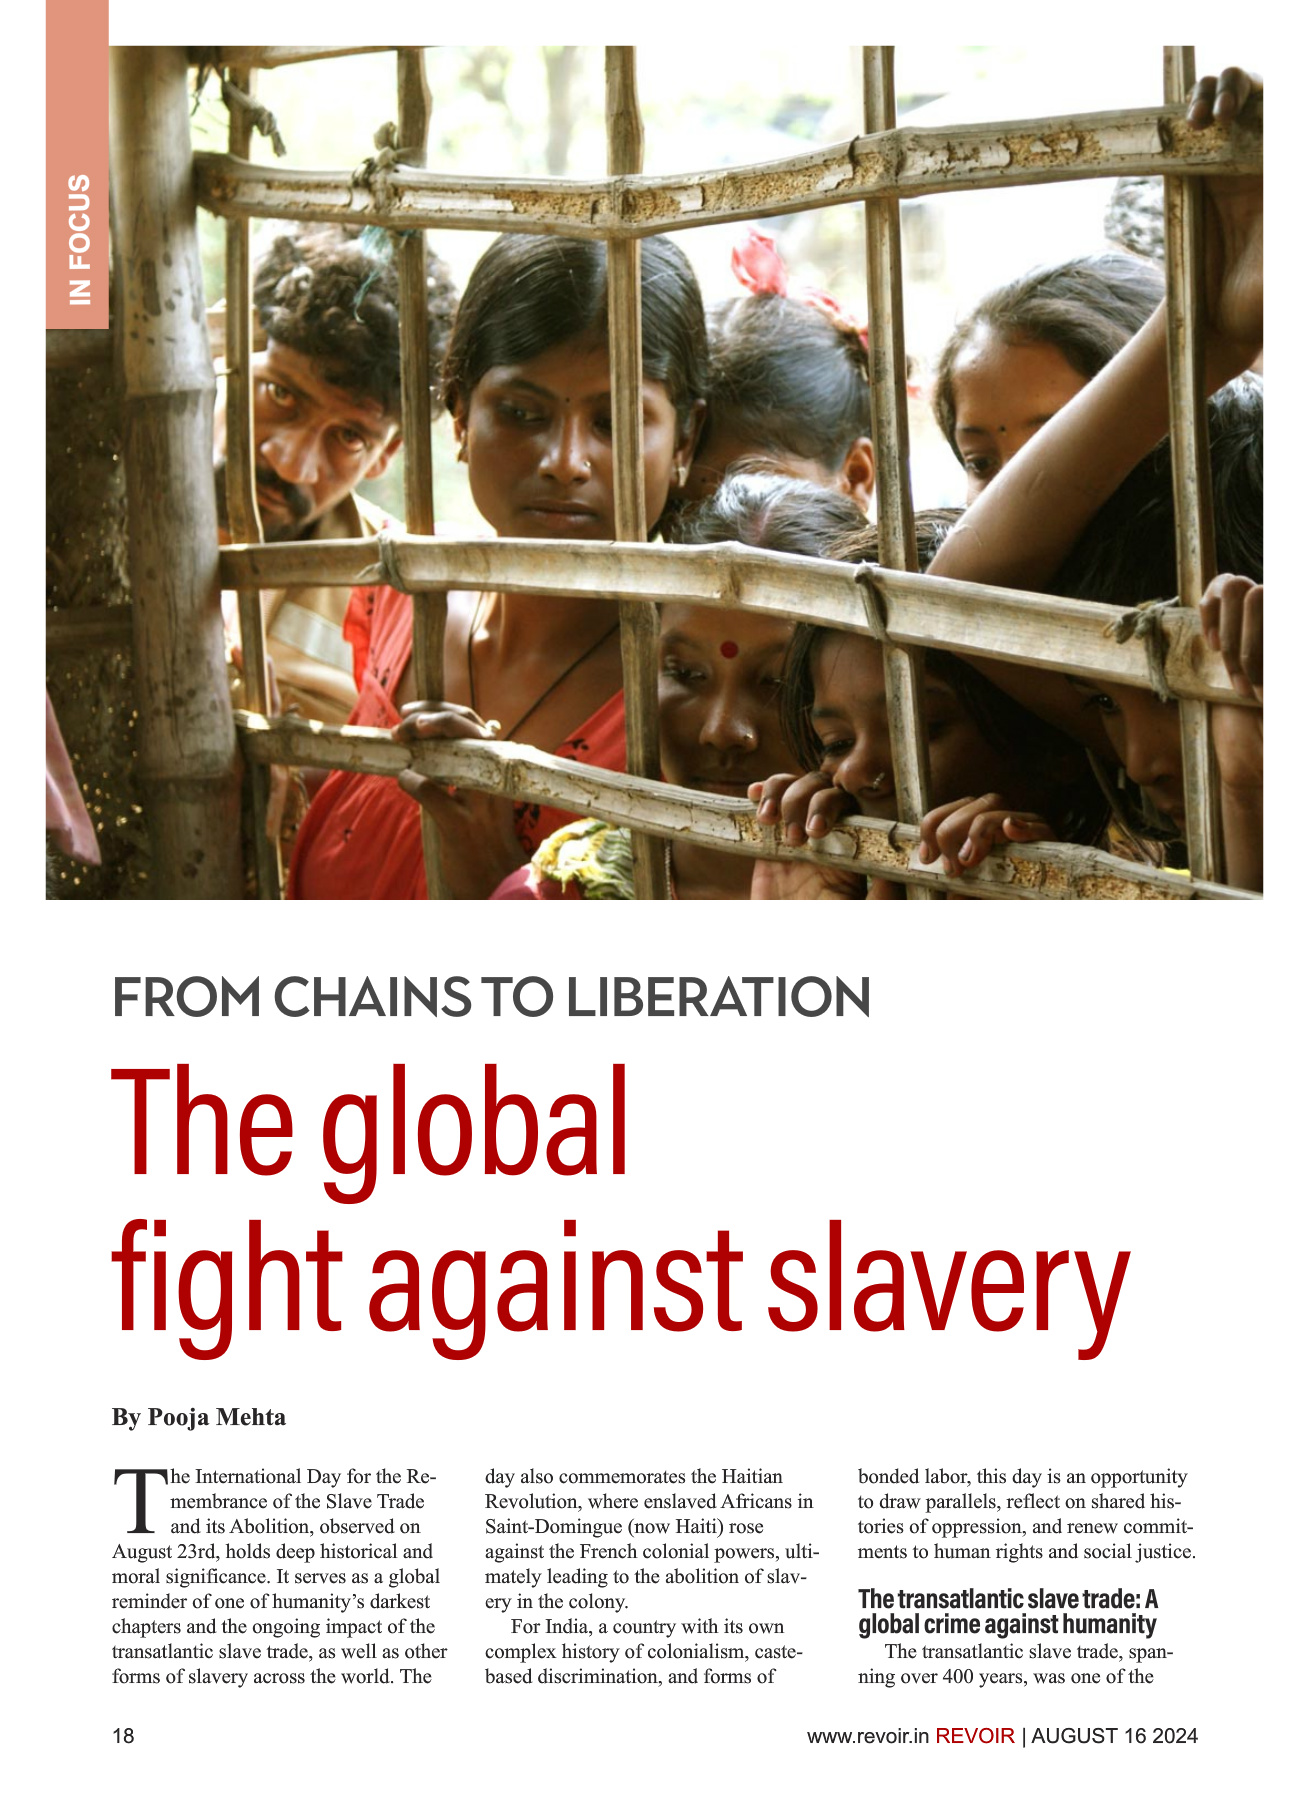 IN FOCUS
FROM CHAINS TO LIBERATION
The global
fight against slavery
By Pooja Mehta
The International Day for the Re-
membrance of the Slave Trade
and its Abolition, observed on
August 23rd, holds deep historical and
moral significance. It serves as a global
reminder of one of humanity’s darkest
chapters and the ongoing impact of the
transatlantic slave trade, as well as other
forms of slavery across the world. The
day also commemorates the Haitian
Revolution, where enslaved Africans in
Saint-Domingue (now Haiti) rose
against the French colonial powers, ulti-
mately leading to the abolition of slav-
ery in the colony.
For India, a country with its own
complex history of colonialism, caste-
based discrimination, and forms of
bonded labor, this day is an opportunity
to draw parallels, reflect on shared his-
tories of oppression, and renew commit-
ments to human rights and social justice.
The transatlantic slave trade: A
global crime against humanity
The transatlantic slave trade, span-
ning over 400 years, was one of the
18
www.revoir.in REVOIR | AUGUST 16 2024